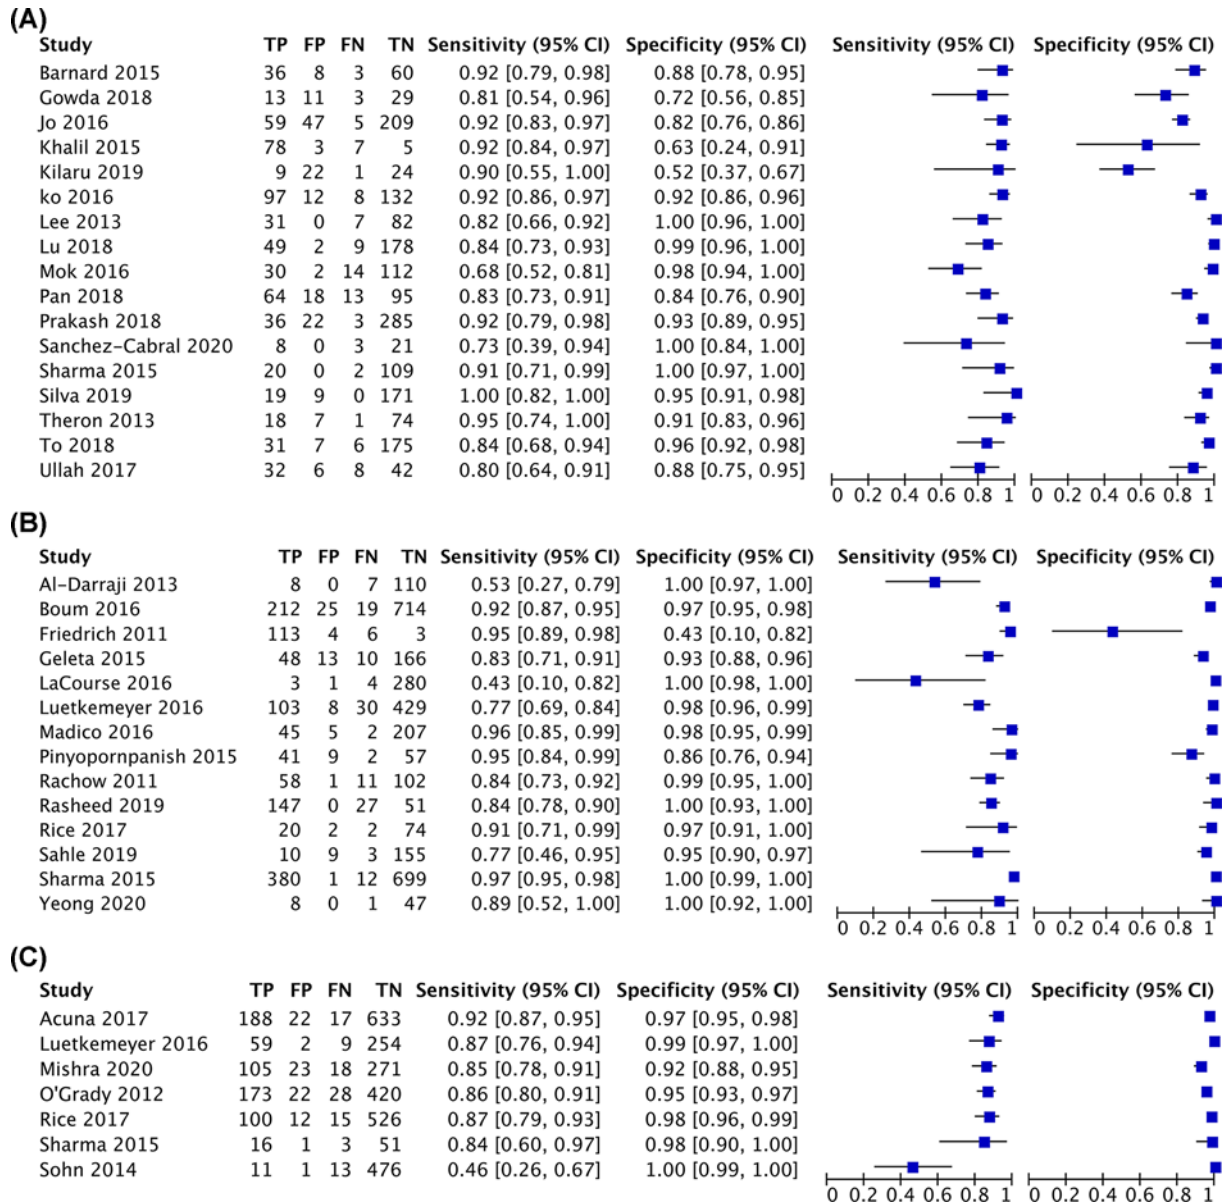 (A)
Study TP FP FN TN Sensitivity (95% CI) Specificity (95% CI) Sensitivity (95% CI) Specificity (95% CI)
Barnard 2015 36 8 3 60 0.92 [0.79, 0.98] 0.88 [0.78, 0.95]
Gowda 2018 13 11 3 29 0.81 [0.54, 0.96] 0.72 [0.56, 0.85]
Jo 2016 59 47 5 209 0.92 [0.83, 0.97] 0.82 [0.76, 0.86]
Khalil 2015 78 3 7 5 0.92 [0.84, 0.97] 0.63 [0.24, 0.91]
Kilaru 2019 9 22 1 24 0.90 [0.55, 1.00] 0.52 [0.37, 0.67]
ko 2016 97 12 8 132 0.92 [0.86, 0.97] 0.92 [0.86, 0.96]
Lee 2013 31 0 7 82 0.82 [0.66, 0.92] 1.00 [0.96, 1.00]
Lu 2018 49 2 9 178 0.84 [0.73, 0.93] 0.99 [0.96, 1.00]
Mok 2016 30 2 14 112 0.68 [0.52, 0.81] 0.98 [0.94, 1.00]
Pan 2018 64 18 13 95 0.83 [0.73, 0.91] 0.84 [0.76, 0.90]
Prakash 2018 36 22 3 285 0.92 [0.79, 0.98] 0.93 [0.89, 0.95]
Sanchez-Cabral 2020 8 0 3 21 0.73 [0.39, 0.94] 1.00 [0.84, 1.00]
Sharma 2015 20 0 2 109 0.91 [0.71, 0.99] 1.00 [0.97, 1.00]
Silva 2019 19 9 0 171 1.00 [0.82, 1.00] 0.95 [0.91, 0.98]
Theron 2013 18 7 1 74 0.95 [0.74, 1.00] 0.91 [0.83, 0.96]
To 2018 31 7 6 175 0.84 [0.68, 0.94] 0.96 [0.92, 0.98]
Ullah 2017 32 6 8 42 0.80 [0.64, 0.91] 0.88 [0.75, 0.95]
0 0.2 0.4 0.6 0.8 1 0 0.2 0.4 0.6 0.8 1
(B)
Study TP FP FN TN Sensitivity (95% CI) Specificity (95% CI) Sensitivity (95% CI) Specificity (95% CI)
Al-Darraji 2013 8 0 7 110 0.53 [0.27, 0.79] 1.00 [0.97, 1.00]
Boum 2016 212 25 19 714 0.92 [0.87, 0.95] 0.97 [0.95, 0.98]
Friedrich 2011 113 4 6 3 0.95 [0.89, 0.98] 0.43 [0.10, 0.82]
Geleta 2015 48 13 10 166 0.83 [0.71, 0.91] 0.93 [0.88, 0.96]
LaCourse 2016 3 1 4 280 0.43 [0.10, 0.82] 1.00 [0.98, 1.00]
Luetkemeyer 2016 103 8 30 429 0.77 [0.69, 0.84] 0.98 [0.96, 0.99]
Madico 2016 45 5 2 207 0.96 [0.85, 0.99] 0.98 [0.95, 0.99]
Pinyopornpanish 2015 41 9 2 57 0.95 [0.84, 0.99] 0.86 [0.76, 0.94]
Rachow 2011 58 1 11 102 0.84 [0.73, 0.92] 0.99 [0.95, 1.00]
Rasheed 2019 147 0 27 51 0.84 [0.78, 0.90] 1.00 [0.93, 1.00]
Rice 2017 20 2 2 74 0.91 [0.71, 0.99] 0.97 [0.91, 1.00]
Sahle 2019 10 9 3 155 0.77 [0.46, 0.95] 0.95 [0.90, 0.97]
Sharma 2015 380 1 12 699 0.97 [0.95, 0.98] 1.00 [0.99, 1.00]
Yeong 2020 8 0 1 47 0.89 [0.52, 1.00] 1.00 [0.92, 1.00]
0 0.2 0.4 0.6 0.8 1 0 0.2 0.4 0.6 0.8 1
(C)
Study TP FP FN TN Sensitivity (95% CI) Specificity (95% CI) Sensitivity (95% CI) Specificity (95% CI)
Acuna 2017 188 22 17 633 0.92 [0.87, 0.95] 0.97 [0.95, 0.98]
Luetkemeyer 2016 59 2 9 254 0.87 [0.76, 0.94] 0.99 [0.97, 1.00]
Mishra 2020 105 23 18 271 0.85 [0.78, 0.91] 0.92 [0.88, 0.95]
O'Grady 2012 173 22 28 420 0.86 [0.80, 0.91] 0.95 [0.93, 0.97]
Rice 2017 100 12 15 526 0.87 [0.79, 0.93] 0.98 [0.96, 0.99]
Sharma 2015 16 1 3 51 0.84 [0.60, 0.97] 0.98 [0.90, 1.00]
Sohn 2014 11 1 13 476 0.46 [0.26, 0.67] 1.00 [0.99, 1.00]
0 0.2 0.4 0.6 0.8 1 0 0.2 0.4 0.6 0.8 1